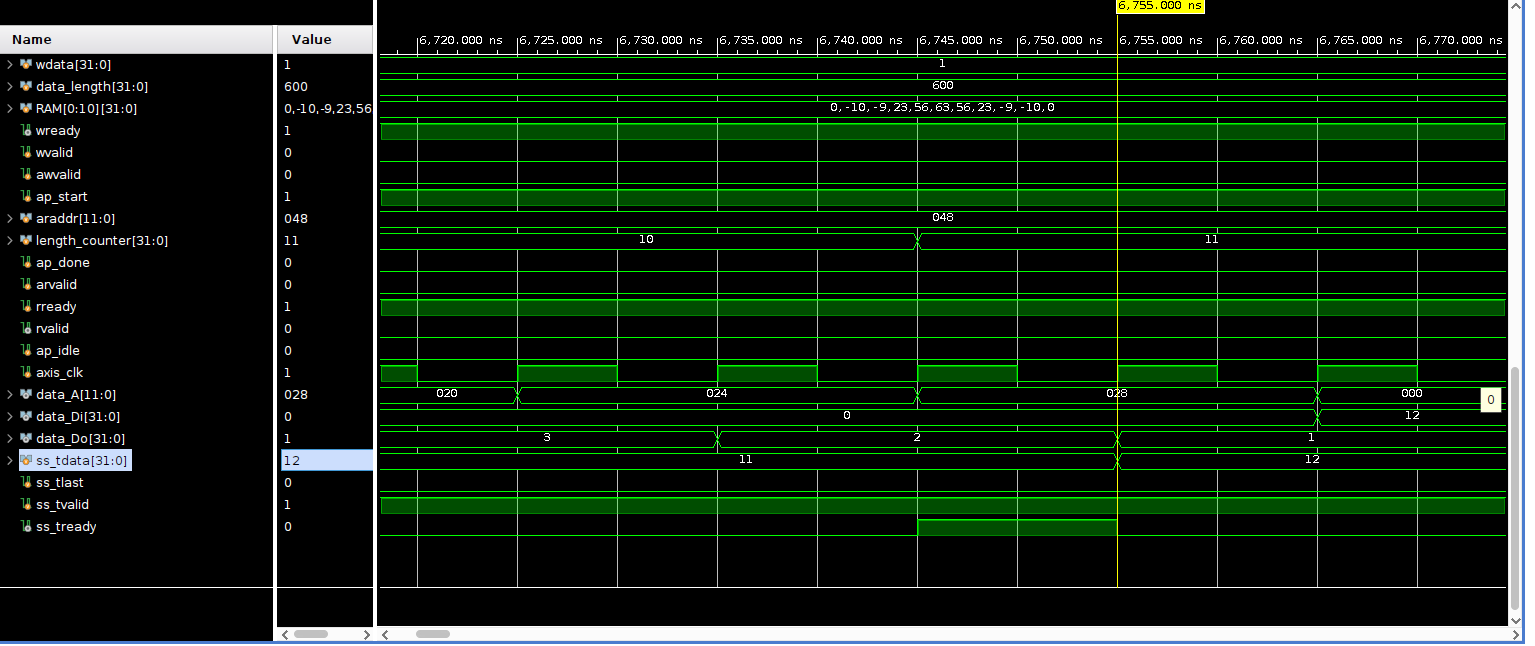 6,755.000 ns
Name Value 6,720.000 ns 6,725.000 ns 6,730.000 ns 6,735.000 ns 6,740.000 ns 6,745.000 ns 6,750.000 ns 6,755.000 ns 6,760.000 ns 6,765.000 ns 6,770.000 ns
wdata[31:0] 1 1
data_length[31:0] 600 600
RAM[0:10][31:0] 0,-10,-9,23,56 0,-10,-9,23,56,63,56,23,-9,-10,0
wready 1
wvalid 0
awvalid 0
ap_start 1
araddr[11:0] 048 048
length_counter[31:0] 11 10 11
ap_done 0
arvalid 0
rready 1
rvalid 0
ap_idle 0
axis_clk 1
data_A[11:0] 028 020 024 028 000 0
data_Di[31:0] 0 0 12
data_Do[31:0] 1 3 2 1
ss_tdata[31:0] 12 11 12
ss_tlast 0
ss_tvalid 1
ss_tready 0